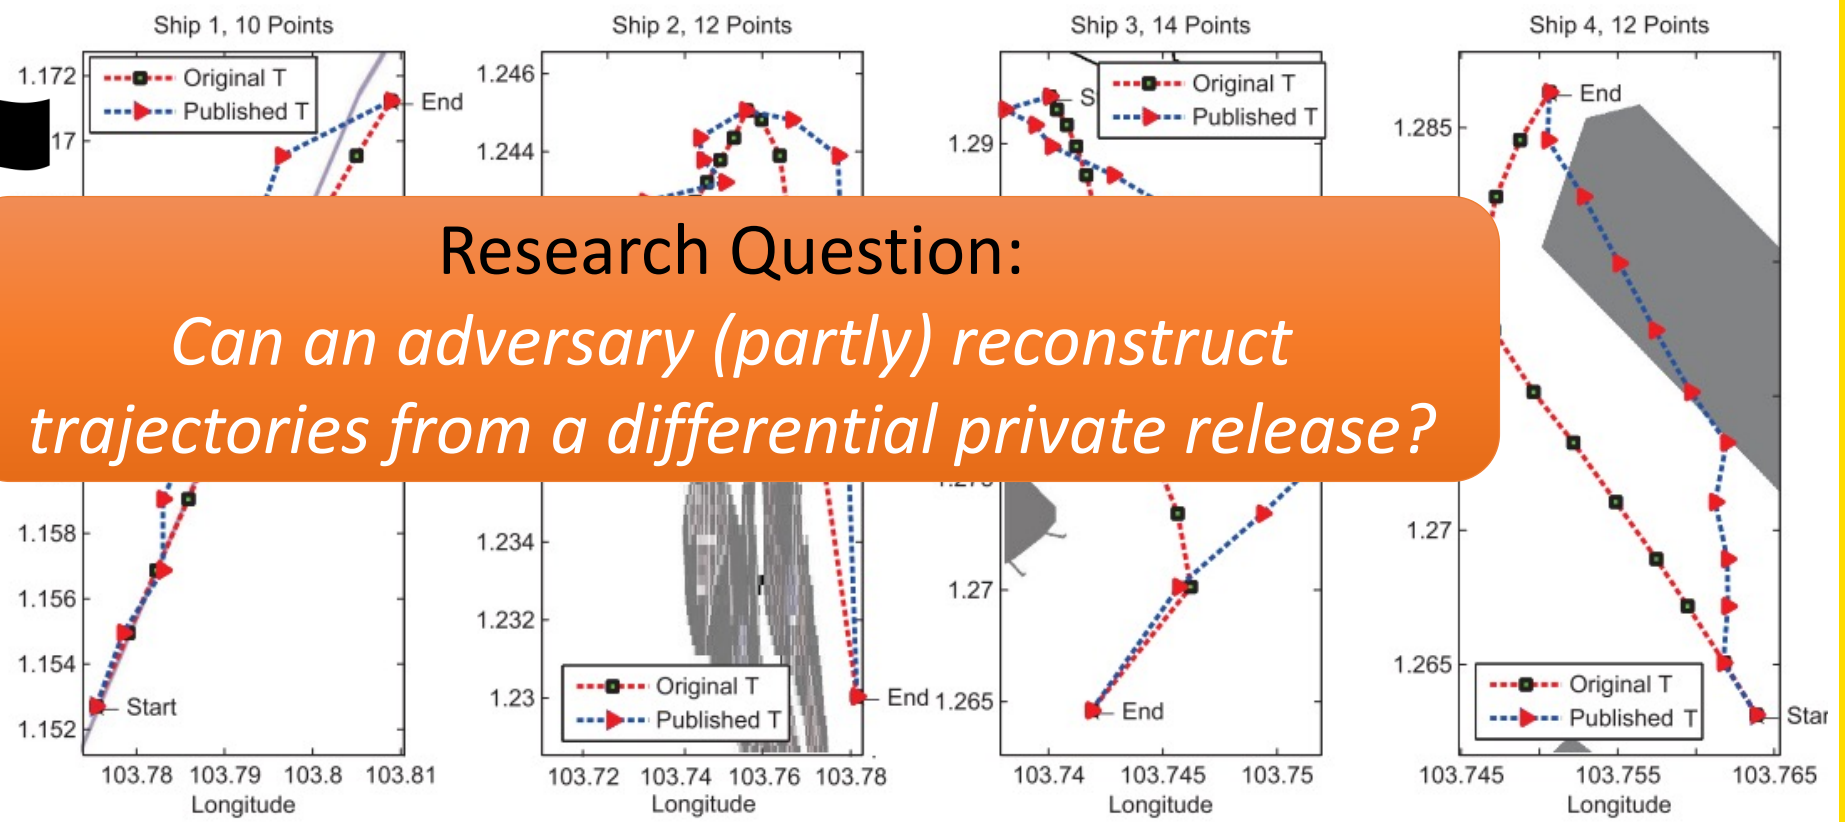 Ship 1, 10 Points
Ship 2, 12 Points
Ship 3, 14 Points
Ship 4, 12 Points
1.172
17
Original T
Published T
End
1.246
1.244
1.29
S
Original T
Published T
End
1.285
Research Question:
Can an adversary (partly) reconstruct
trajectories from a differential private release?
1.158
1.156
1.154
1.152
Start
103.78 103.79 103.8 103.81
Longitude
1.234
1.232
1.23
Original T
Published T
End
103.72 103.74 103.76 103.78
Longitude
1.275
1.27
1.265
End
103.74 103.745 103.75
Longitude
1.27
1.265
Original T
Published T
Star
103.745 103.755 103.765
Longitude